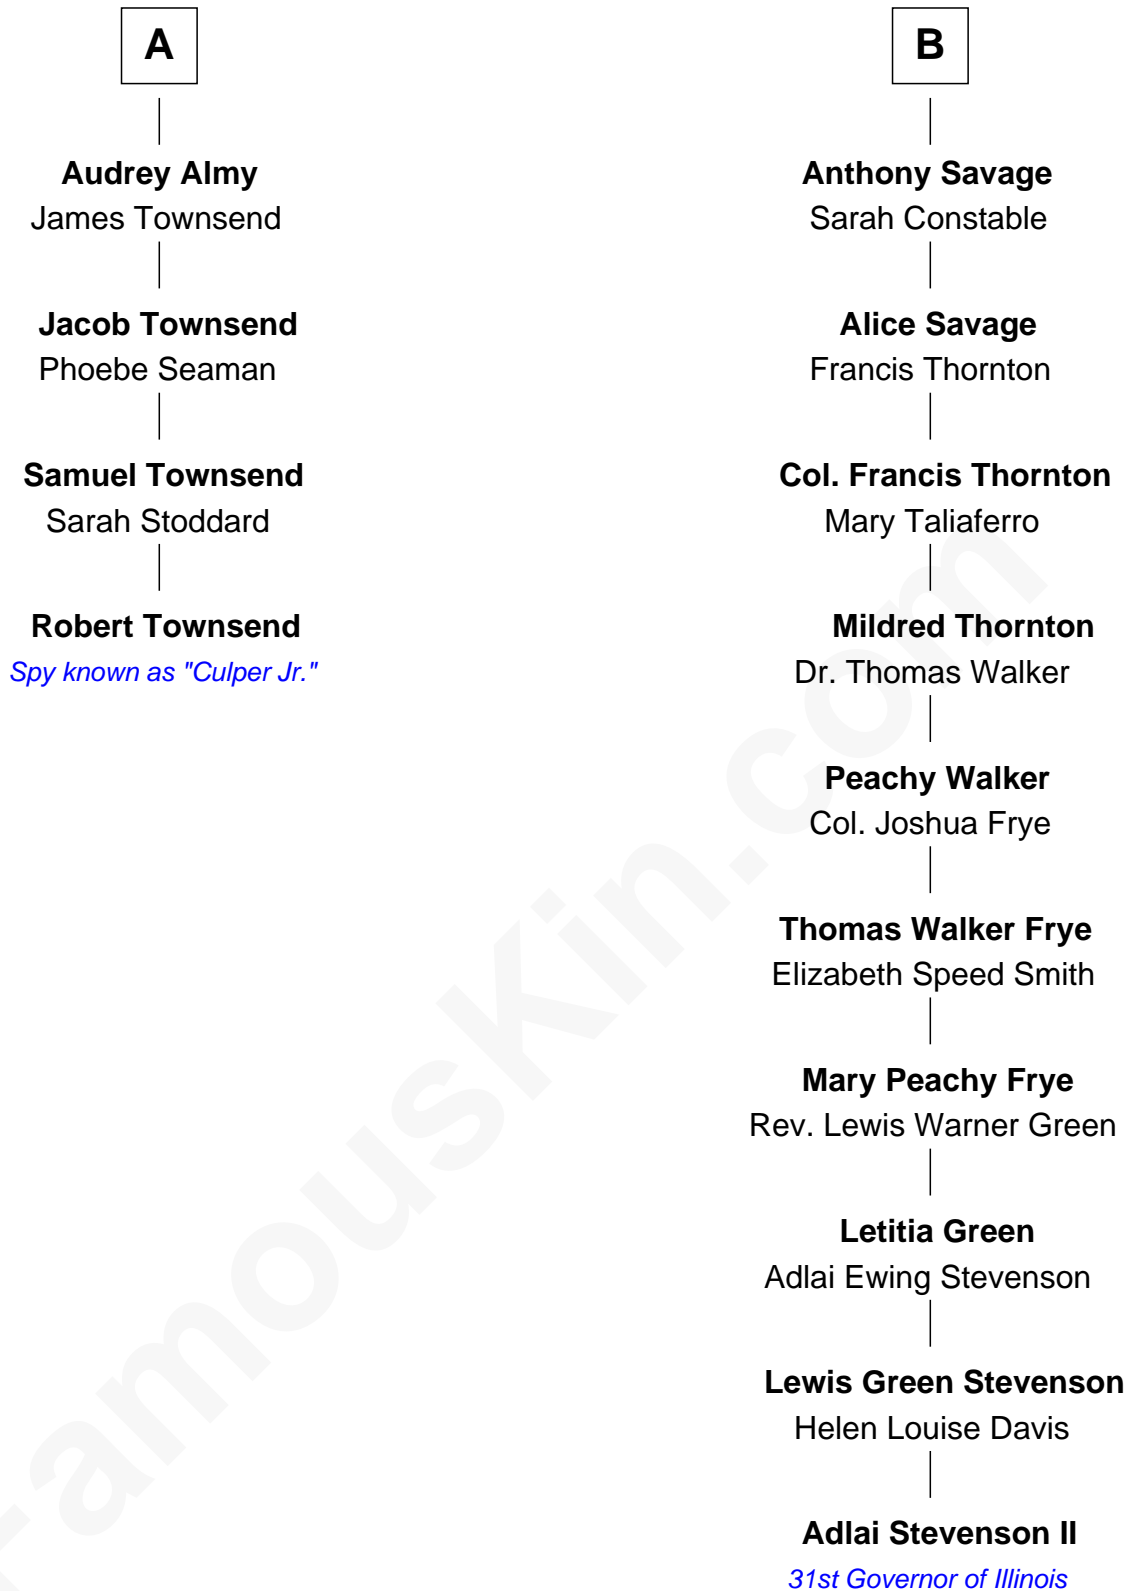 A
Audrey Almy
James Townsend
Jacob Townsend
Phoebe Seaman
Samuel Townsend
Sarah Stoddard
Robert Townsend
Spy known as "Culper Jr."
B
Anthony Savage
Sarah Constable
Alice Savage
Francis Thornton
Col. Francis Thornton
Mary Taliaferro
Mildred Thornton
Dr. Thomas Walker
Peachy Walker
Col. Joshua Frye
Thomas Walker Frye
Elizabeth Speed Smith
Mary Peachy Frye
Rev. Lewis Warner Green
Letitia Green
Adlai Ewing Stevenson
Lewis Green Stevenson
Helen Louise Davis
Adlai Stevenson II
31st Governor of Illinois
FamousKin.com